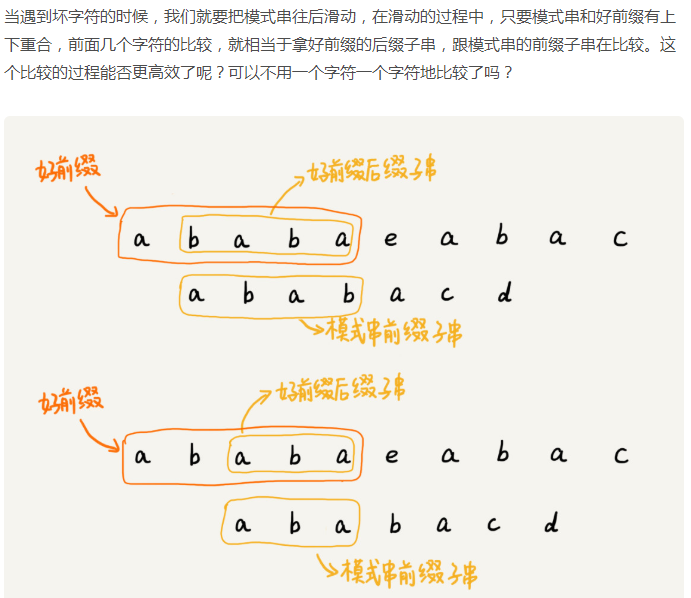 当遇到坏字符的时候，我们就要把模式串往后滑动，在滑动的过程中，只要模式串和好前缀有上
下重合，前面几个字符的比较，就相当于拿好前缀的后缀子串，跟模式串的前缀子串在比较。这
个比较的过程能否更高效了呢？可以不用一个字符一个字符地比较了吗？
好前缀
好前缀后缀子串
a b a b a e a b a c
a b a b a c d
模式串前缀子串
好前缀
好前缀后缀子串
a b a b a e a b a c
a b a b a c d
模式串前缀子串